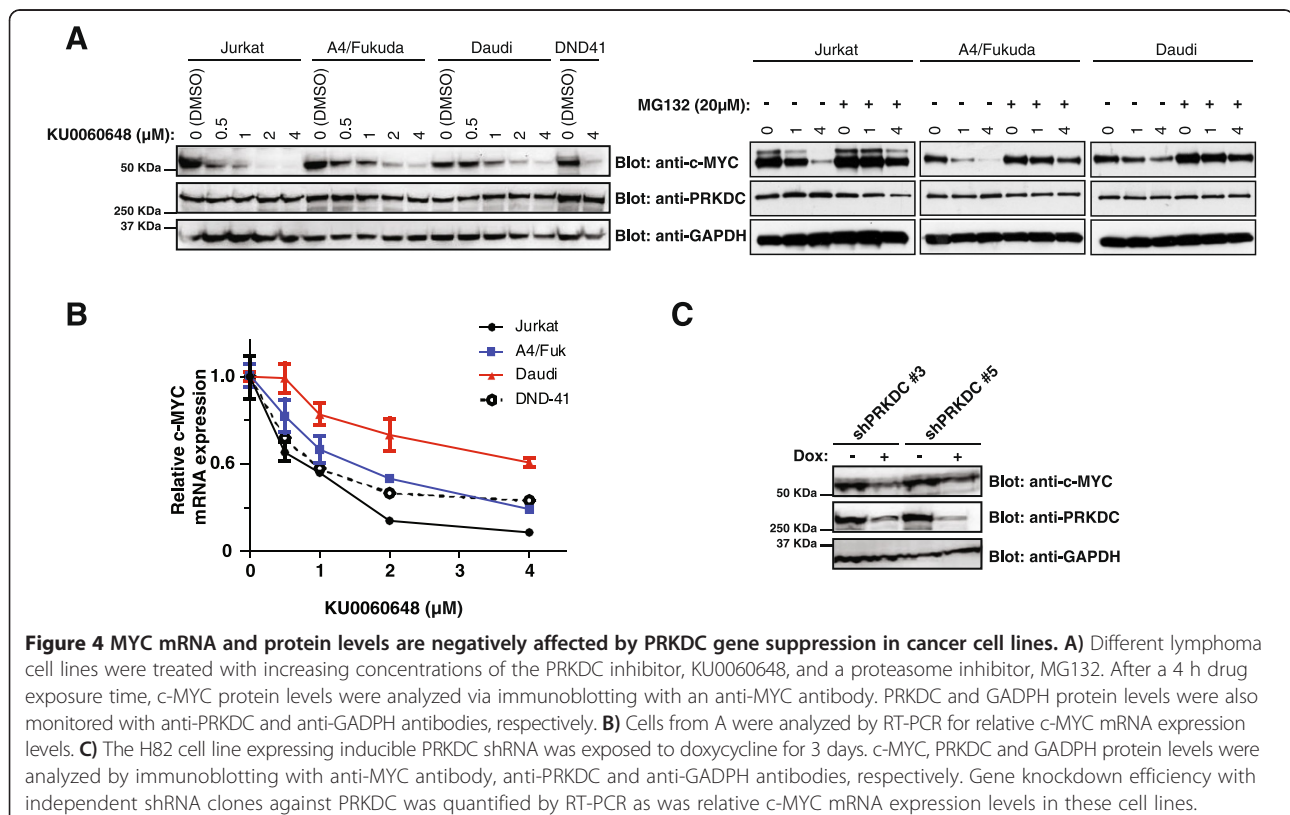 A
Jurkat A4/Fukuda Daudi DND41
KU0060648 (µM): 0 (DMSO) 0.5 1 2 4 0 (DMSO) 0.5 1 2 4 0 (DMSO) 0.5 1 2 4 0 (DMSO) 4
50 KDa
250 KDa
37 KDa
Blot: anti-c-MYC
Blot: anti-PRKDC
Blot: anti-GAPDH
Jurkat A4/Fukuda Daudi
MG132 (20µM): - - - + + + - - - + + + - - - + + +
0 1 4 0 1 4 0 1 4 0 1 4 0 1 4 0 1 4
B
Relative c-MYC
mRNA expression
1.0
0.6
0
0 1 2 3 4
KU0060648 (µM)
Jurkat
A4/Fuk
Daudi
DND-41
C
shPRKDC #3 shPRKDC #5
Dox: - + - +
50 KDa Blot: anti-c-MYC
250 KDa Blot: anti-PRKDC
37 KDa
Blot: anti-GAPDH
Figure 4 MYC mRNA and protein levels are negatively affected by PRKDC gene suppression in cancer cell lines. A) Different lymphoma
cell lines were treated with increasing concentrations of the PRKDC inhibitor, KU0060648, and a proteasome inhibitor, MG132. After a 4 h drug
exposure time, c-MYC protein levels were analyzed via immunoblotting with an anti-MYC antibody. PRKDC and GADPH protein levels were also
monitored with anti-PRKDC and anti-GADPH antibodies, respectively. B) Cells from A were analyzed by RT-PCR for relative c-MYC mRNA expression
levels. C) The H82 cell line expressing inducible PRKDC shRNA was exposed to doxycycline for 3 days. c-MYC, PRKDC and GADPH protein levels were
analyzed by immunoblotting with anti-MYC antibody, anti-PRKDC and anti-GADPH antibodies, respectively. Gene knockdown efficiency with
independent shRNA clones against PRKDC was quantified by RT-PCR as was relative c-MYC mRNA expression levels in these cell lines.